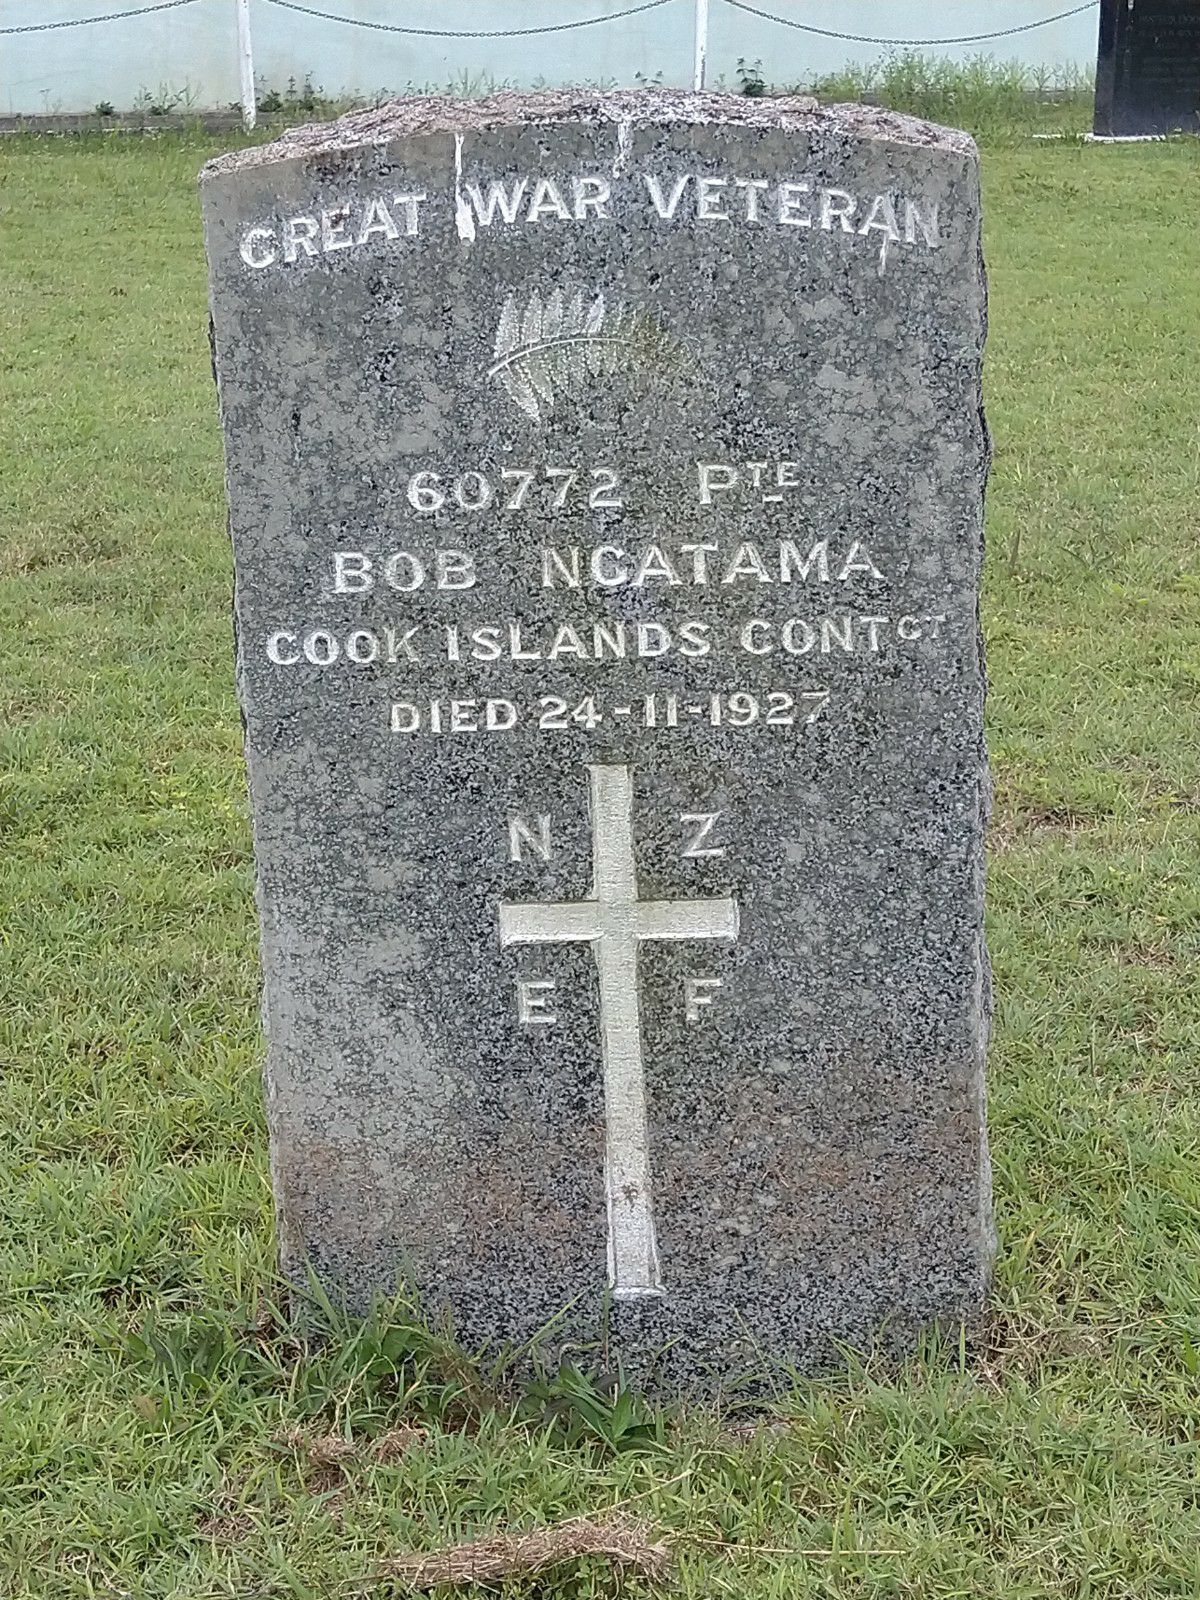 GREAT WAR VETERAN
60772 PTE
BOB NGATAMA
COOK ISLANDS CONTGT
DIED 24-11-1927
N Z
E F